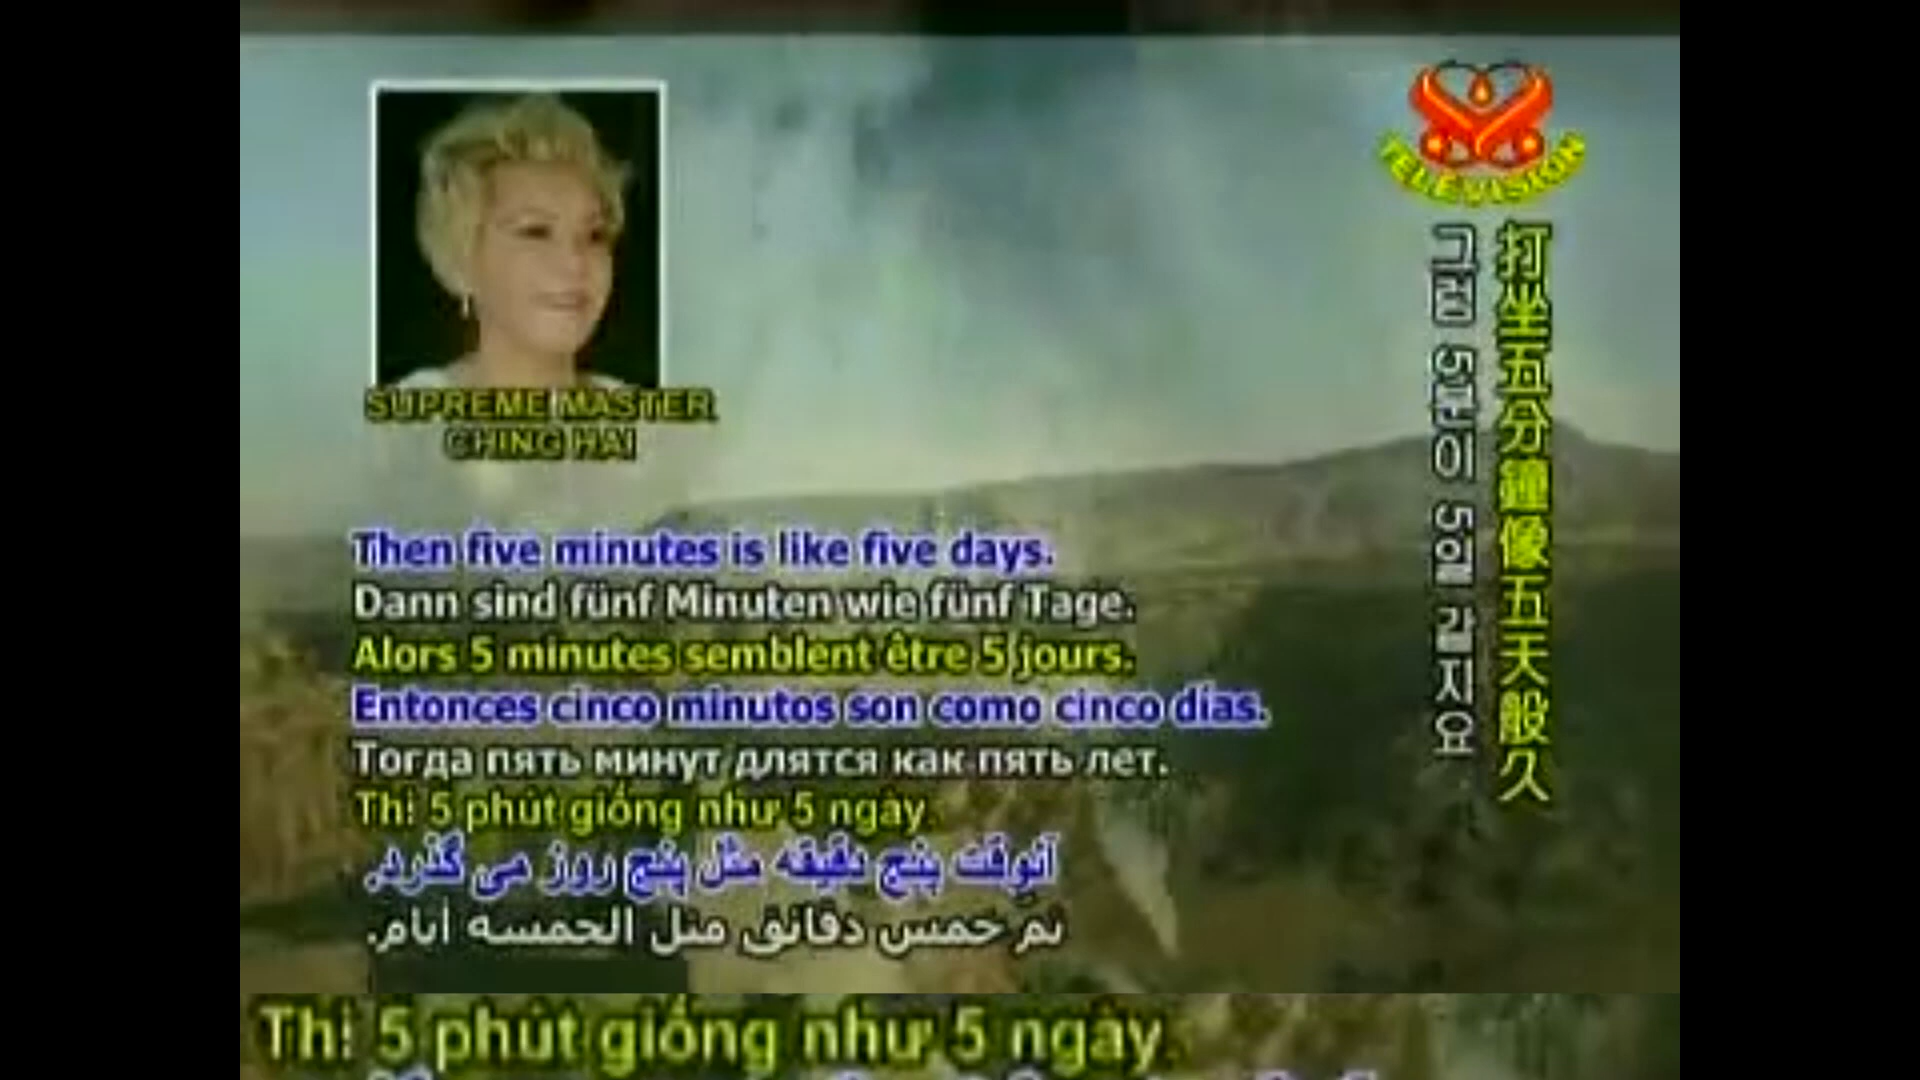 TELEVISION
SUPREME MASTER
CHING HAI
Then five minutes is like five days.
Dann sind fünf Minuten wie fünf Tage.
Alors 5 minutes semblent être 5 jours.
Entonces cinco minutos son como cinco días.
Тогда пять минут длятся как пять лет.
Thì 5 phút giống như 5 ngày.
آنوقت پنج دقیقه مثل پنج روز می گذرد.
ثم خمس دقائق مثل الخمسه أيام.
打坐五分鐘像五天般久
그럼 5분이 5일 같지요
Thì 5 phút giống như 5 ngày.